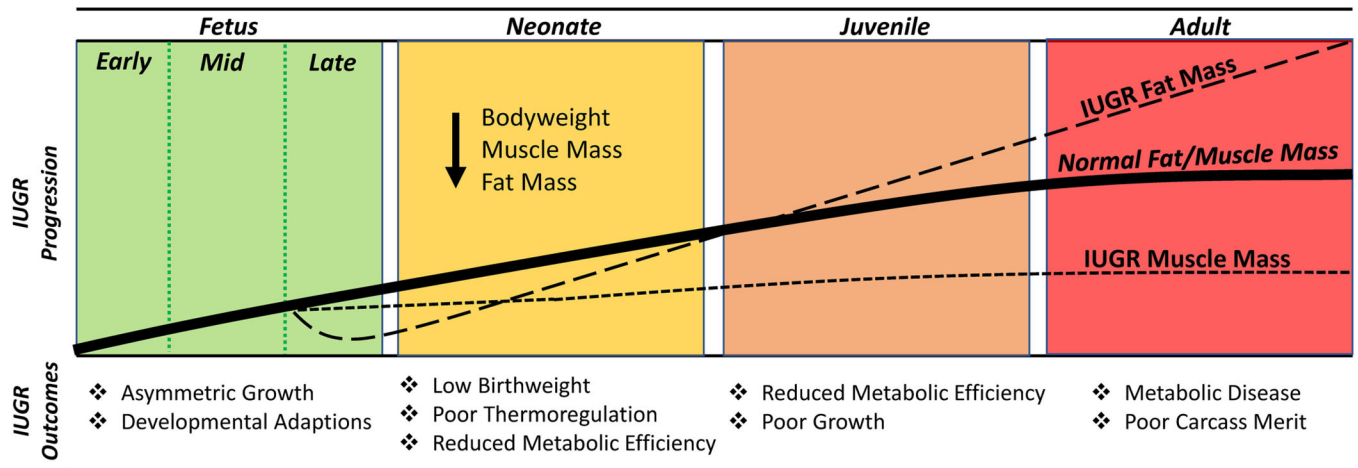 Fetus
Neonate
Juvenile
Adult
Early
Mid
Late
Bodyweight
Muscle Mass
Fat Mass
IUGR Fat Mass
Normal Fat/Muscle Mass
IUGR Muscle Mass
IUGR
Progression
IUGR
Outcomes
❖ Asymmetric Growth
❖ Developmental Adaptions
❖ Low Birthweight
❖ Poor Thermoregulation
❖ Reduced Metabolic Efficiency
❖ Reduced Metabolic Efficiency
❖ Poor Growth
❖ Metabolic Disease
❖ Poor Carcass Merit